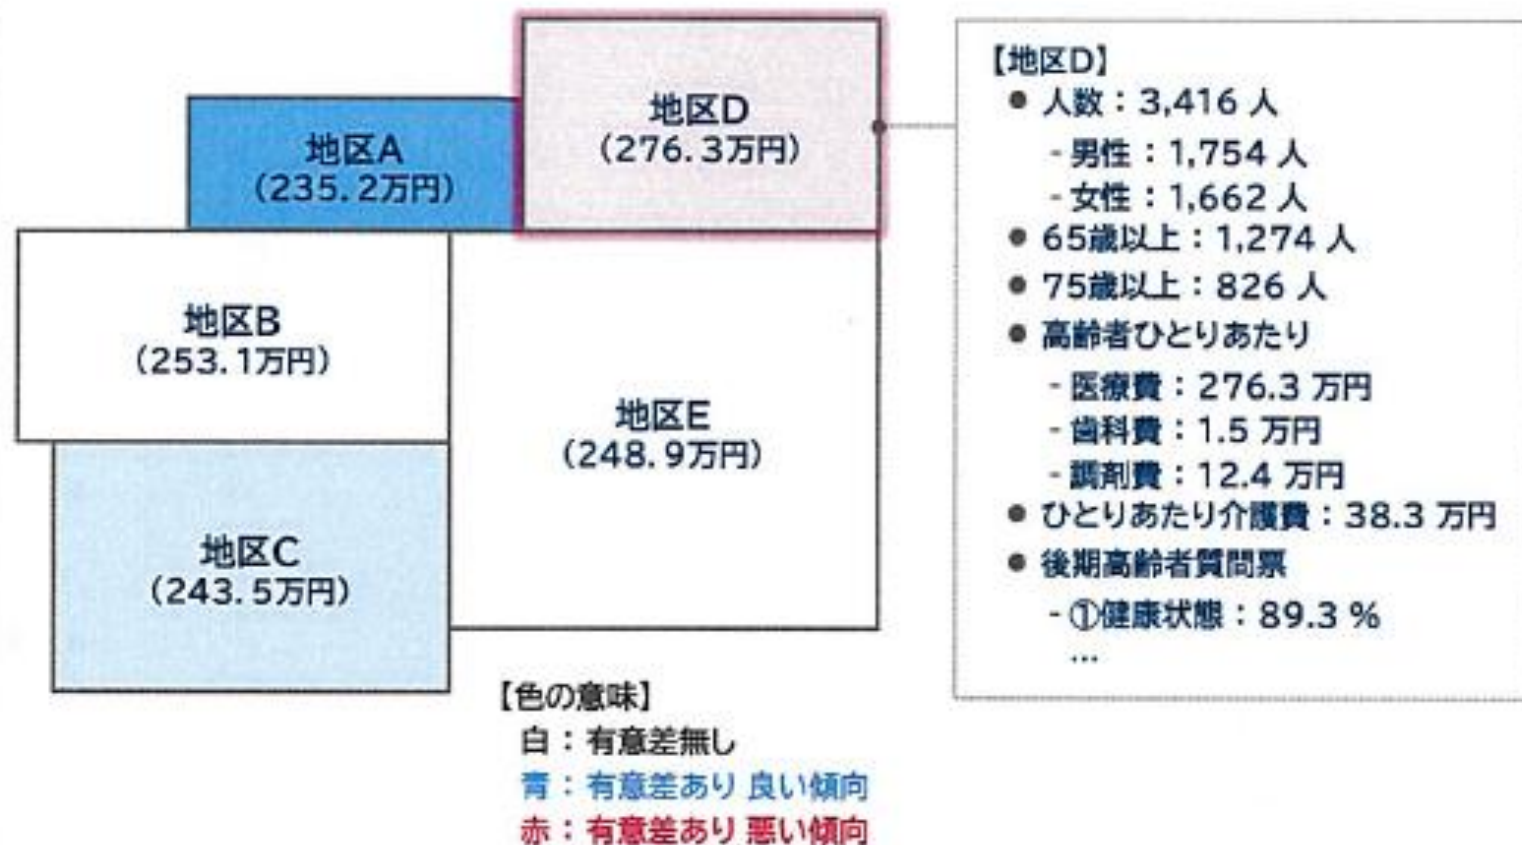 地区A
(235.2万円)
地区D
(276.3万円)
地区B
(253.1万円)
地区E
(248.9万円)
地区C
(243.5万円)
【色の意味】
白：有意差無し
青：有意差あり 良い傾向
赤：有意差あり 悪い傾向
【地区D】
● 人数：3,416 人
- 男性：1,754 人
- 女性：1,662 人
● 65歳以上：1,274 人
● 75歳以上：826 人
● 高齢者ひとりあたり
- 医療費：276.3 万円
- 歯科費：1.5 万円
- 調剤費：12.4 万円
● ひとりあたり介護費：38.3 万円
● 後期高齢者質問票
- ①健康状態：89.3 %
…